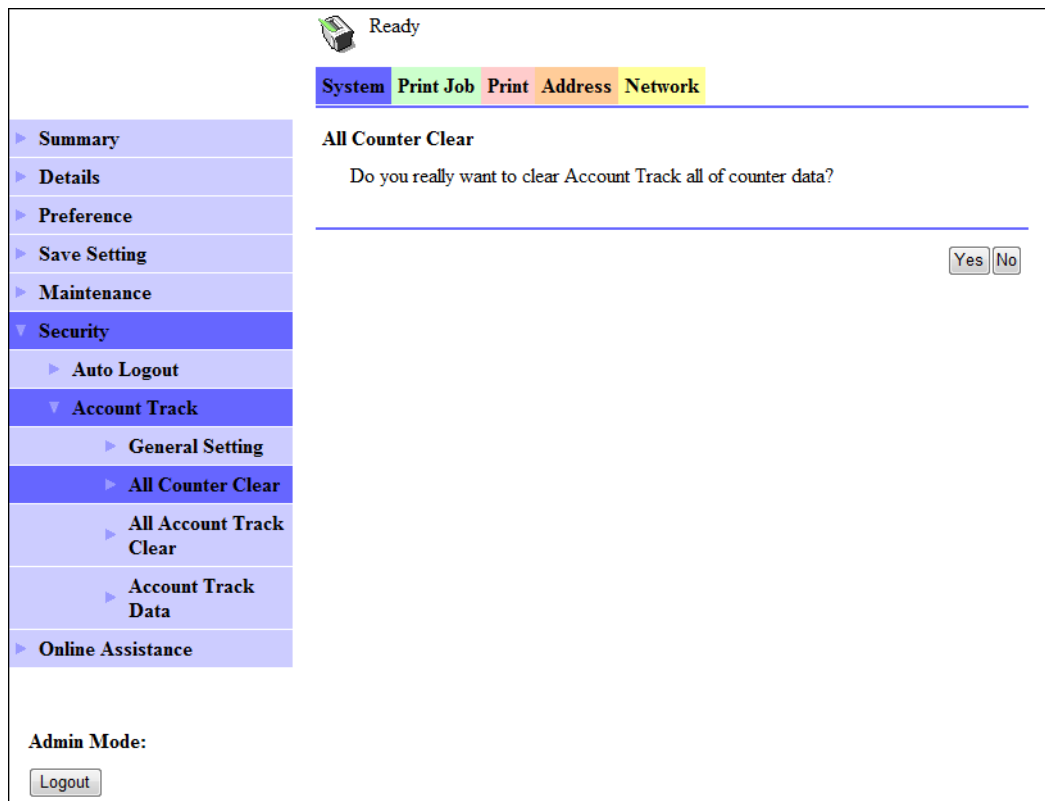 Ready
System Print Job Print Address Network
Summary
Details
Preference
Save Setting
Maintenance
Security
Auto Logout
Account Track
General Setting
All Counter Clear
All Account Track
Clear
Account Track
Data
Online Assistance
Admin Mode:
Logout
All Counter Clear
Do you really want to clear Account Track all of counter data?
Yes No